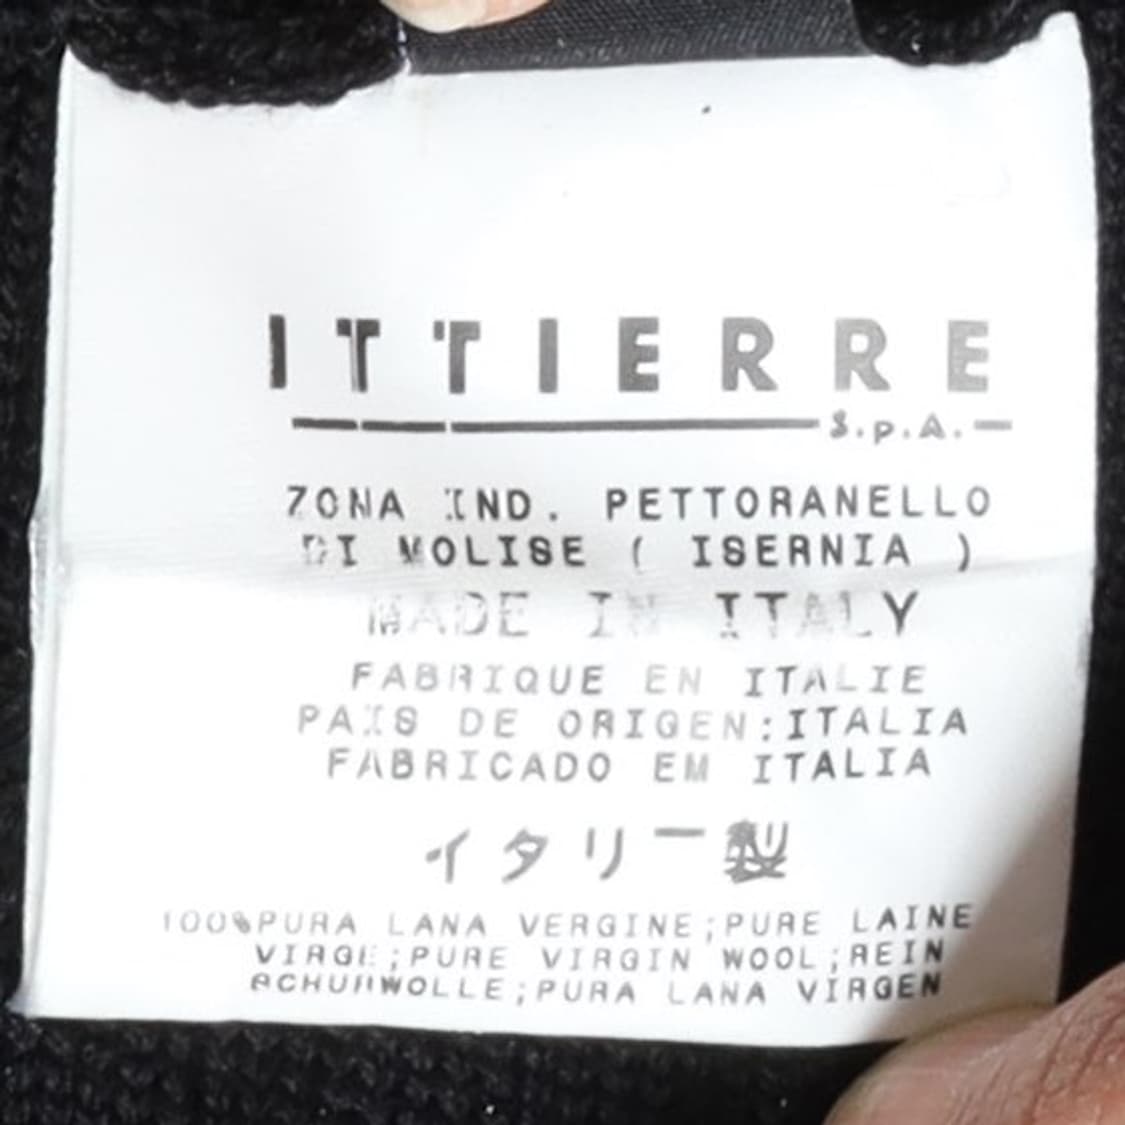 ITTIERRE
S.p.A.
ZONA IND. PETTORANELLO
DI MOLISE ( ISERNIA )
MADE IN ITALY
FABRIQUE EN ITALIE
PAIS DE ORIGEN:ITALIA
FABRICADO EM ITALIA
イタリー製
100%PURA LANA VERGINE;PURE LAINE
VIRGE;PURE VIRGIN WOOL;REIN
SCHURWOLLE;PURA LANA VIRGEN